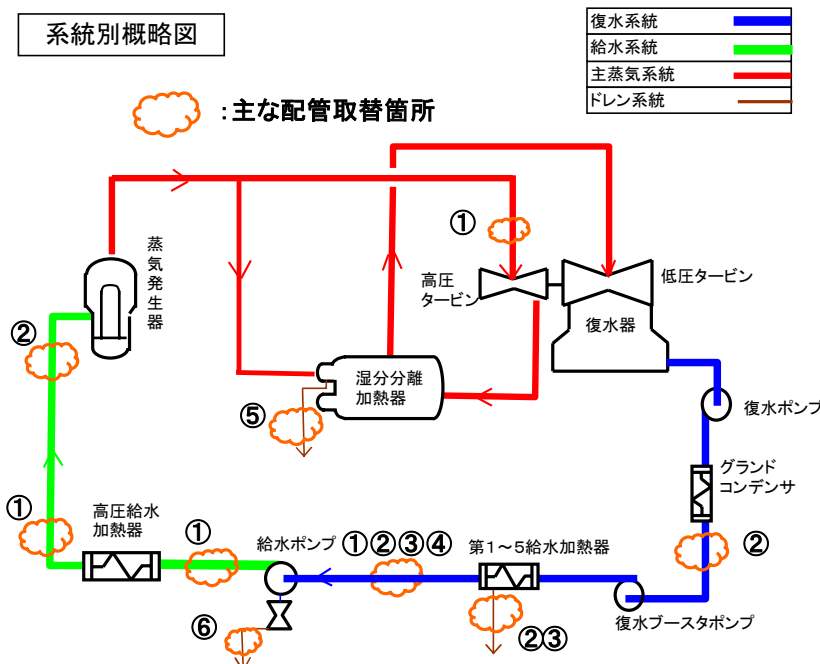 系統別概略図
復水系統
給水系統
主蒸気系統
ドレン系統
:主な配管取替箇所
①
蒸気発生器
高圧
タービン
低圧タービン
復水器
②
湿分分離
加熱器
⑤
復水ポンプ
グランド
コンデンサ
①
高圧給水
加熱器
①
給水ポンプ
①②③④
第1~5給水加熱器
②
⑥
②③
復水ブースタポンプ